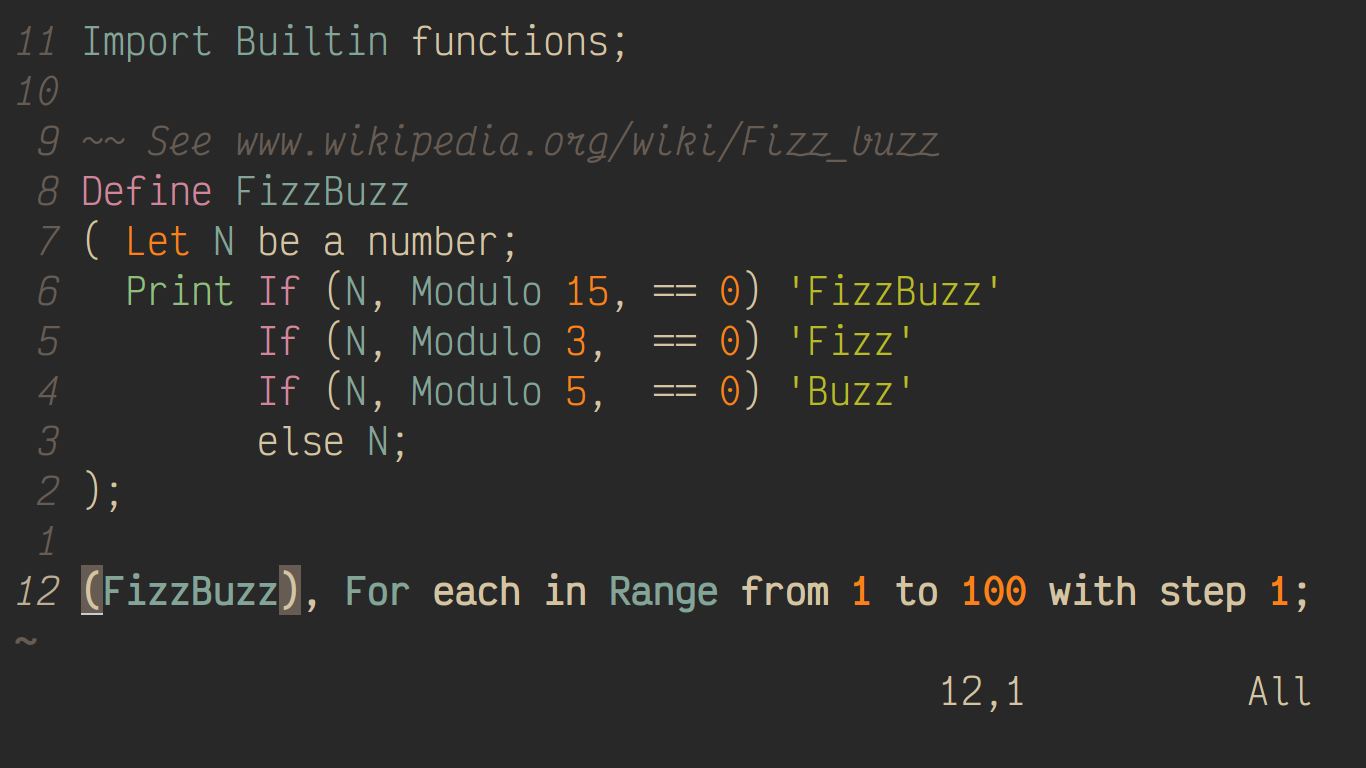 11 Import Builtin functions;
10
 9 ~~ See www.wikipedia.org/wiki/Fizz_buzz
 8 Define FizzBuzz
 7 ( Let N be a number;
 6   Print If (N, Modulo 15, == 0) 'FizzBuzz'
 5         If (N, Modulo 3,  == 0) 'Fizz'
 4         If (N, Modulo 5,  == 0) 'Buzz'
 3         else N;
 2 );
 1
12 (FizzBuzz), For each in Range from 1 to 100 with step 1;
~
12,1          All